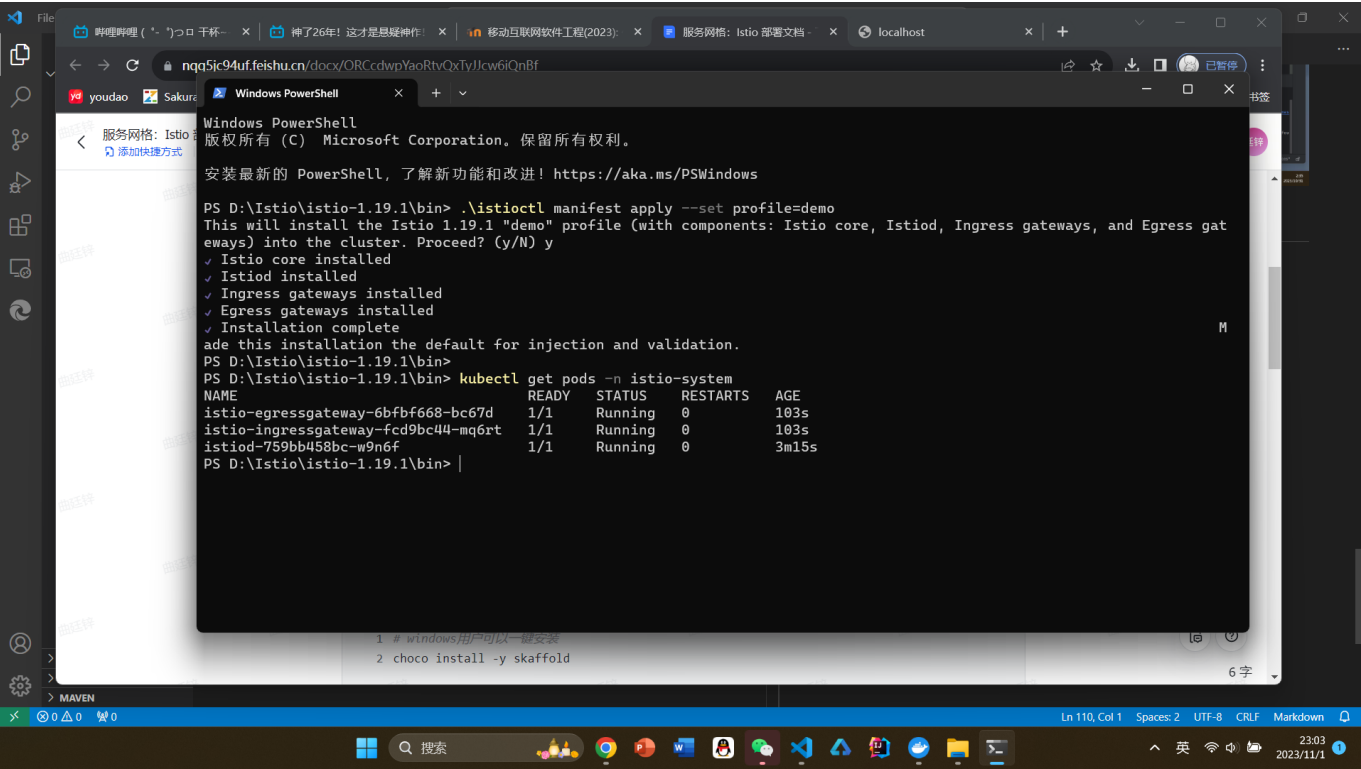 File
哔哩哔哩 ( ゜- ゜)つロ 干杯~
神了26年！这才是悬疑神作！
移动互联网软件工程(2023):
服务网格：Istio 部署文档 -
localhost
nqq5jc94uf.feishu.cn/docx/ORCcdwpYaoRtvQxTyJJcw6iQnBf
已暂停
youdao
Sakura
书签
服务网格：Istio
添加快捷方式
Windows PowerShell
Windows PowerShell
版权所有 (C) Microsoft Corporation。保留所有权利。
安装最新的 PowerShell，了解新功能和改进！https://aka.ms/PSWindows
PS D:\Istio\istio-1.19.1\bin> .\istioctl manifest apply --set profile=demo
This will install the Istio 1.19.1 "demo" profile (with components: Istio core, Istiod, Ingress gateways, and Egress gat
eways) into the cluster. Proceed? (y/N) y
✓ Istio core installed
✓ Istiod installed
✓ Ingress gateways installed
✓ Egress gateways installed
✓ Installation complete M
ade this installation the default for injection and validation.
PS D:\Istio\istio-1.19.1\bin>
PS D:\Istio\istio-1.19.1\bin> kubectl get pods -n istio-system
NAME READY STATUS RESTARTS AGE
istio-egressgateway-6bfbf668-bc67d 1/1 Running 0 103s
istio-ingressgateway-fcd9bc44-mq6rt 1/1 Running 0 103s
istiod-759bb458bc-w9n6f 1/1 Running 0 3m15s
PS D:\Istio\istio-1.19.1\bin>
1 # windows用户可以一键安装
2 choco install -y skaffold
6 字
MAVEN
0 0 0
Ln 110, Col 1 Spaces: 2 UTF-8 CRLF Markdown
搜索
英
23:03
2023/11/1
1